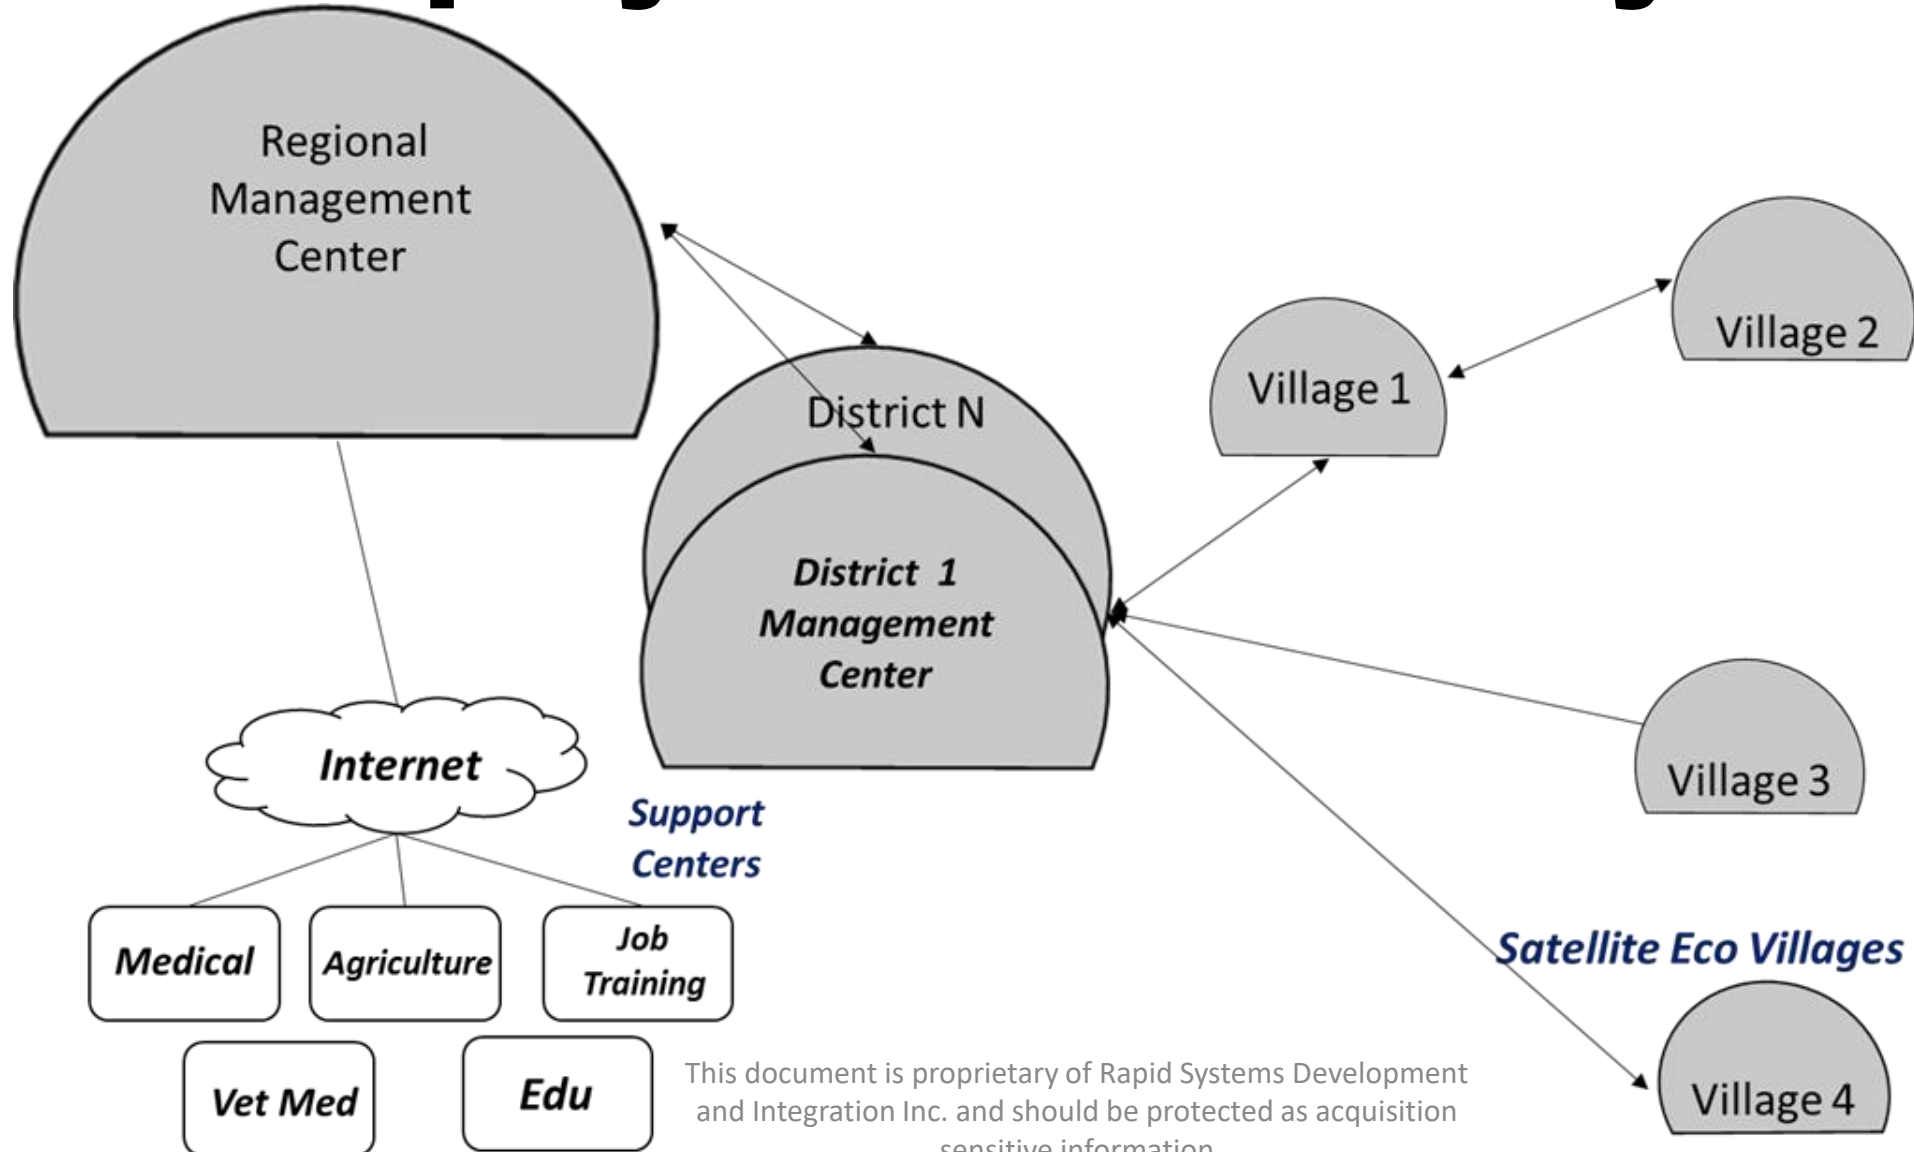 Regional
Management
Center
District N
District 1
Management
Center
Village 1
Village 2
Village 3
Satellite Eco Villages
Village 4
Internet
Support
Centers
Medical
Agriculture
Job
Training
Vet Med
Edu
This document is proprietary of Rapid Systems Development
and Integration Inc. and should be protected as acquisition
sensitive information